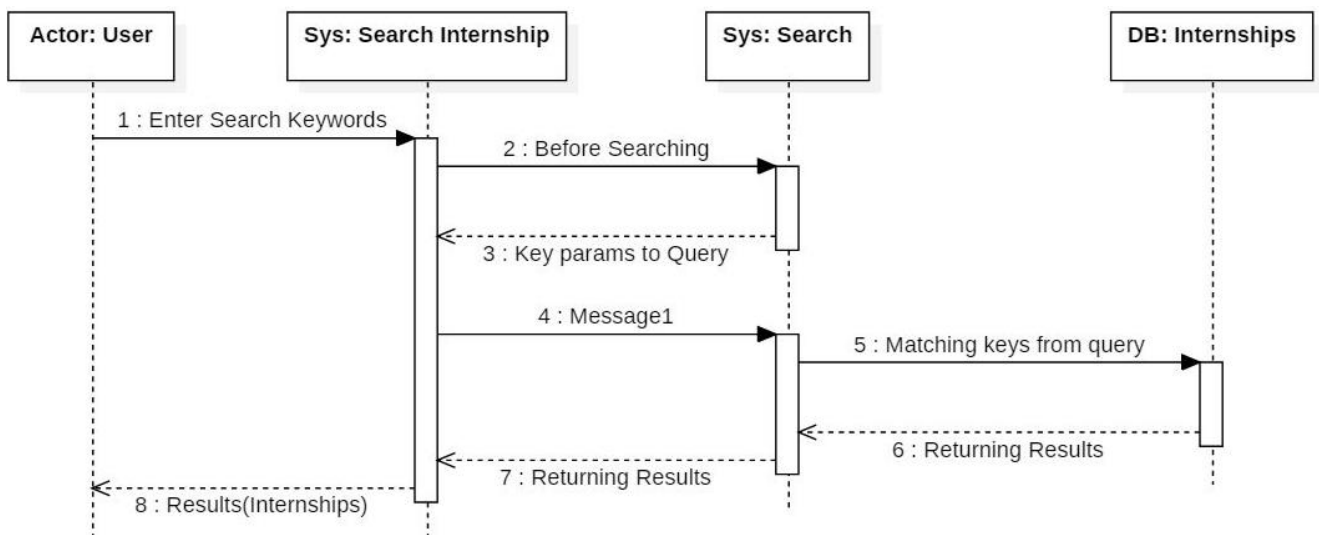 Actor: User
Sys: Search Internship
Sys: Search
DB: Internships
1 : Enter Search Keywords
2 : Before Searching
3 : Key params to Query
4 : Message1
5 : Matching keys from query
6 : Returning Results
7 : Returning Results
8 : Results(Internships)